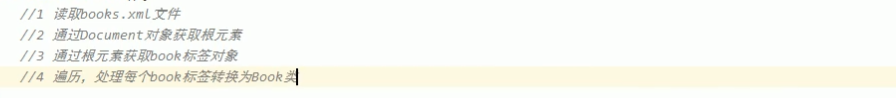 //1 读取books.xml文件
//2 通过Document对象获取根元素
//3 通过根元素获取book标签对象
//4 遍历，处理每个book标签转换为Book类